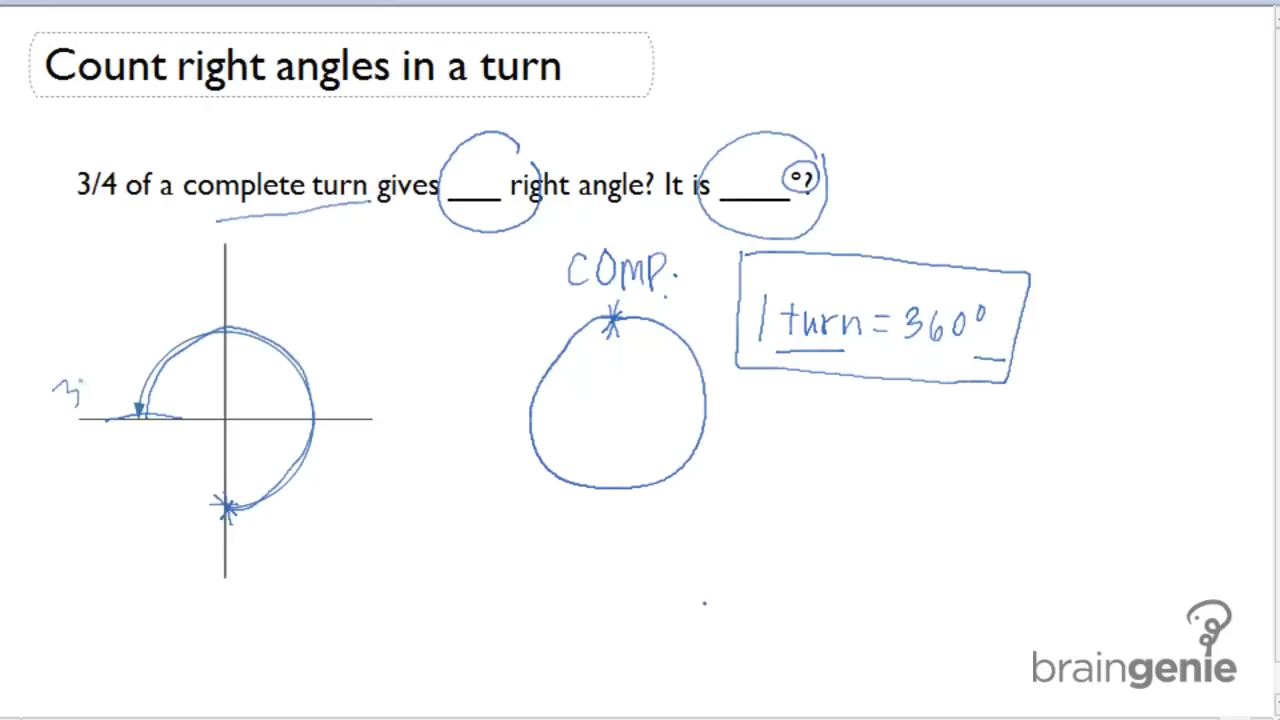 Count right angles in a turn
3/4 of a complete turn gives ___ right angle? It is _____ °?
COMP.
1 turn = 360°
braingenie